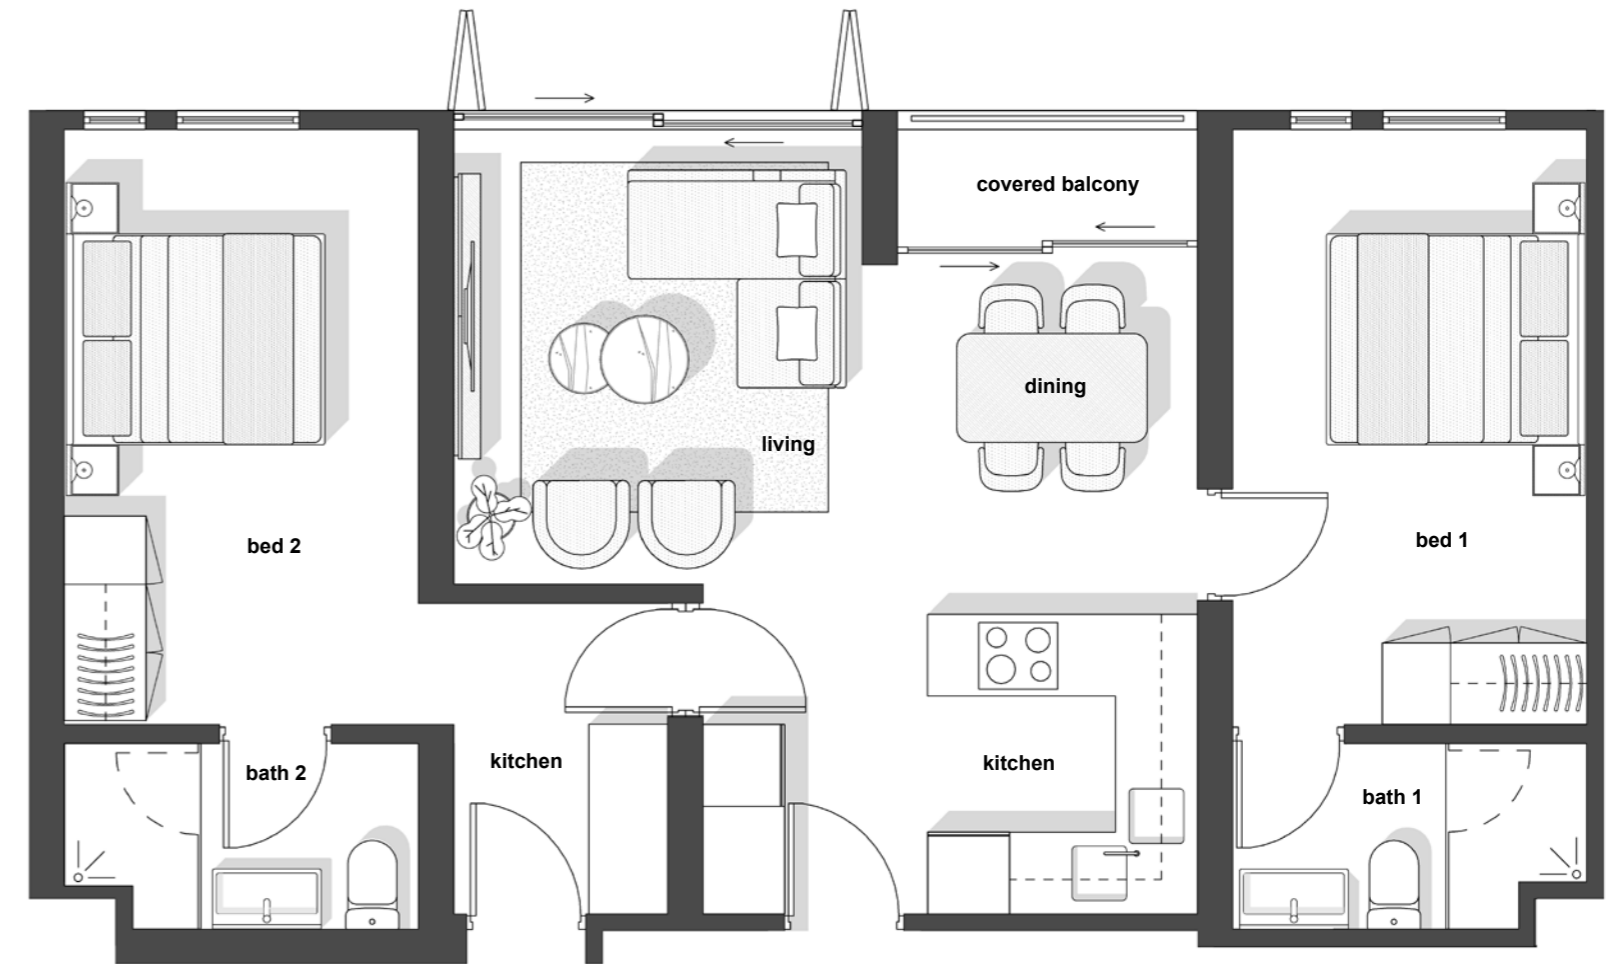 covered balcony
dining
living
bed 2
bed 1
kitchen
kitchen
bath 2
bath 1